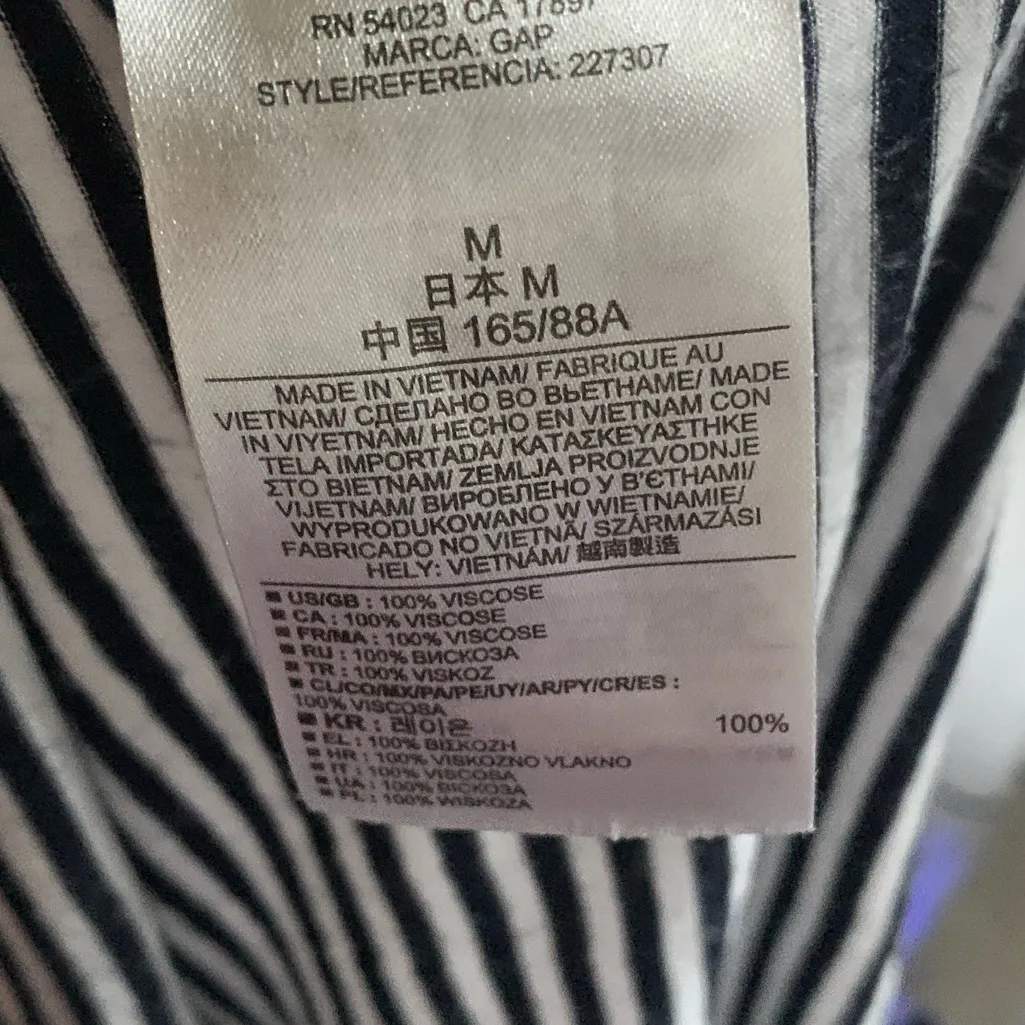 RN 54023 CA 17897
MARCA: GAP
STYLE/REFERENCIA: 227307
M
日本 M
中国 165/88A
MADE IN VIETNAM/ FABRIQUE AU
VIETNAM/ СДЕЛАНО ВО ВЬЕТНАМЕ/ MADE
IN VIYETNAM/ HECHO EN VIETNAM CON
TELA IMPORTADA/ ΚΑΤΑΣΚΕΥΑΣΤΗΚΕ
ΣΤΟ ΒΙΕΤΝΑΜ/ ZEMLJA PROIZVODNJE
VIJETNAM/ ВИРОБЛЕНО У В'ЄТНАМІ/
WYPRODUKOWANO W WIETNAMIE/
FABRICADO NO VIETNÃ/ SZÁRMAZÁSI
HELY: VIETNÁM/ 越南製造
■ US/GB : 100% VISCOSE
■ CA : 100% VISCOSE
■ FR/MA : 100% VISCOSE
■ RU : 100% ВИСКОЗА
■ TR : 100% VISKOZ
■ CL/CO/MX/PA/PE/UY/AR/PY/CR/ES :
100% VISCOSA
■ KR : 레이온 100%
■ EL : 100% ΒΙΣΚΟΖΗ
■ HR : 100% VISKOZNO VLAKNO
■ IT : 100% VISCOSA
■ UA : 100% ВІСКОЗА
■ PL : 100% WISKOZA